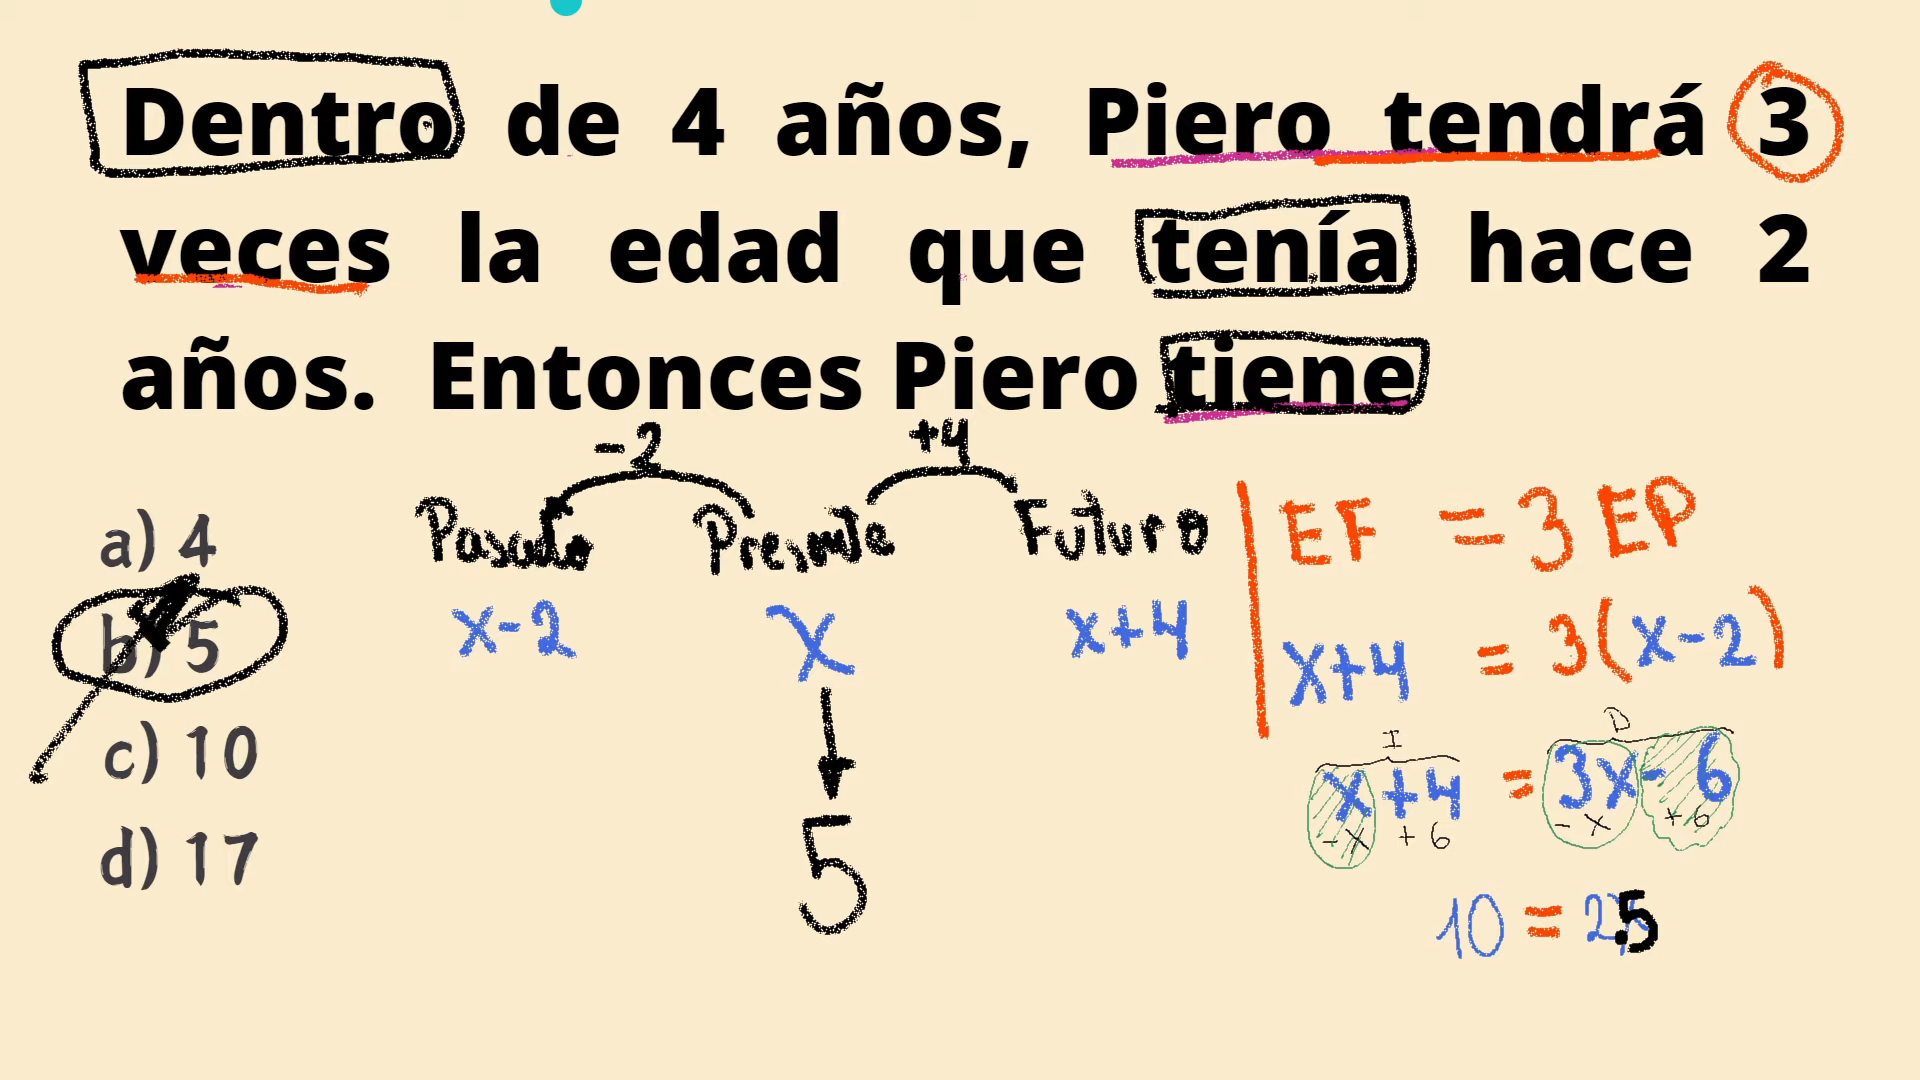 Dentro de 4 años, Piero tendrá 3
veces la edad que tenía hace 2
años. Entonces Piero tiene
-2 +4
a) 4 Pasado Presente Futuro EF = 3 EP
b) 5 x-2 x x+4 x+4 = 3(x-2)
I D
c) 10 x+4 = 3x-6
-x +6 -x +6
d) 17 5
10 = 2.5